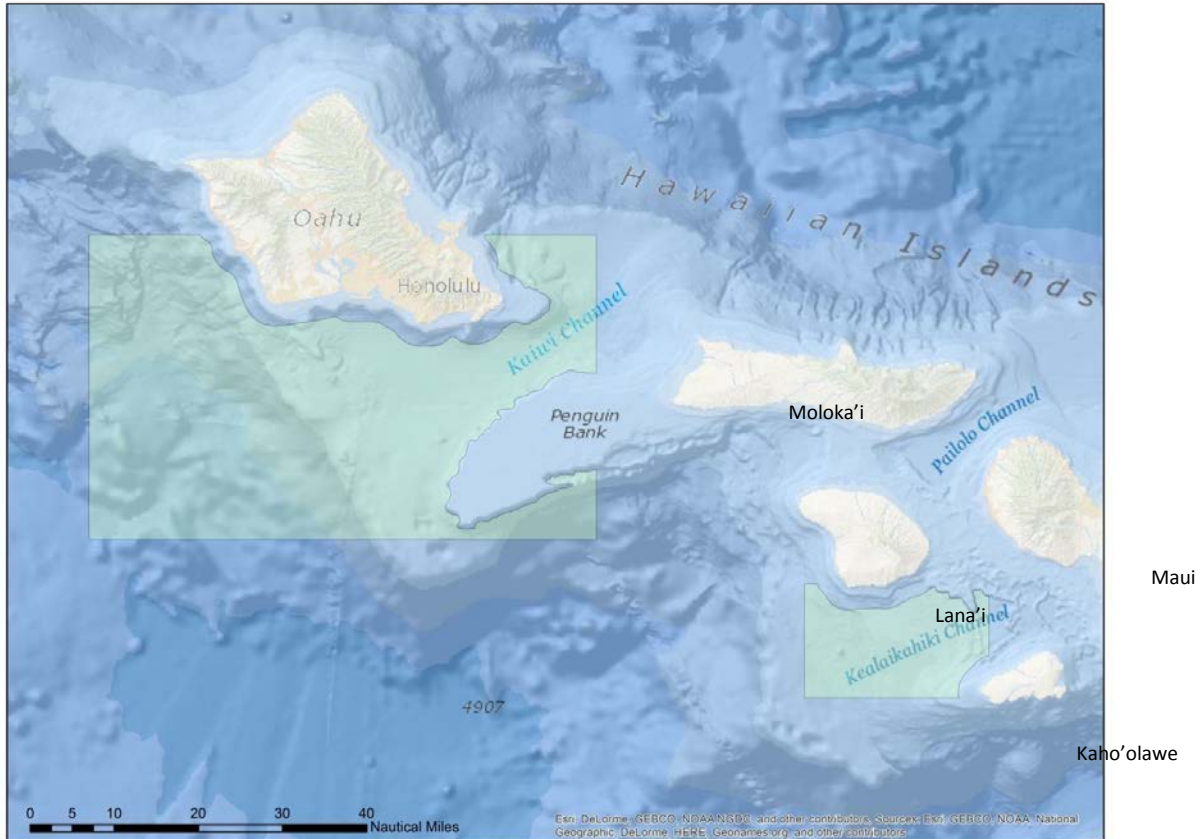 Hawaiian Islands
Oahu
Honolulu
Kaiwi Channel
Penguin
Bank
Moloka’i
Pailolo Channel
Maui
Lana’i
Kealaikahiki Channel
4907
Kaho’olawe
0 5 10 20 30 40
Nautical Miles
Esri, DeLorme, GEBCO, NOAA NGDC, and other contributors, Sources: Esri, GEBCO, NOAA, National
Geographic, DeLorme, HERE, Geonames.org, and other contributors